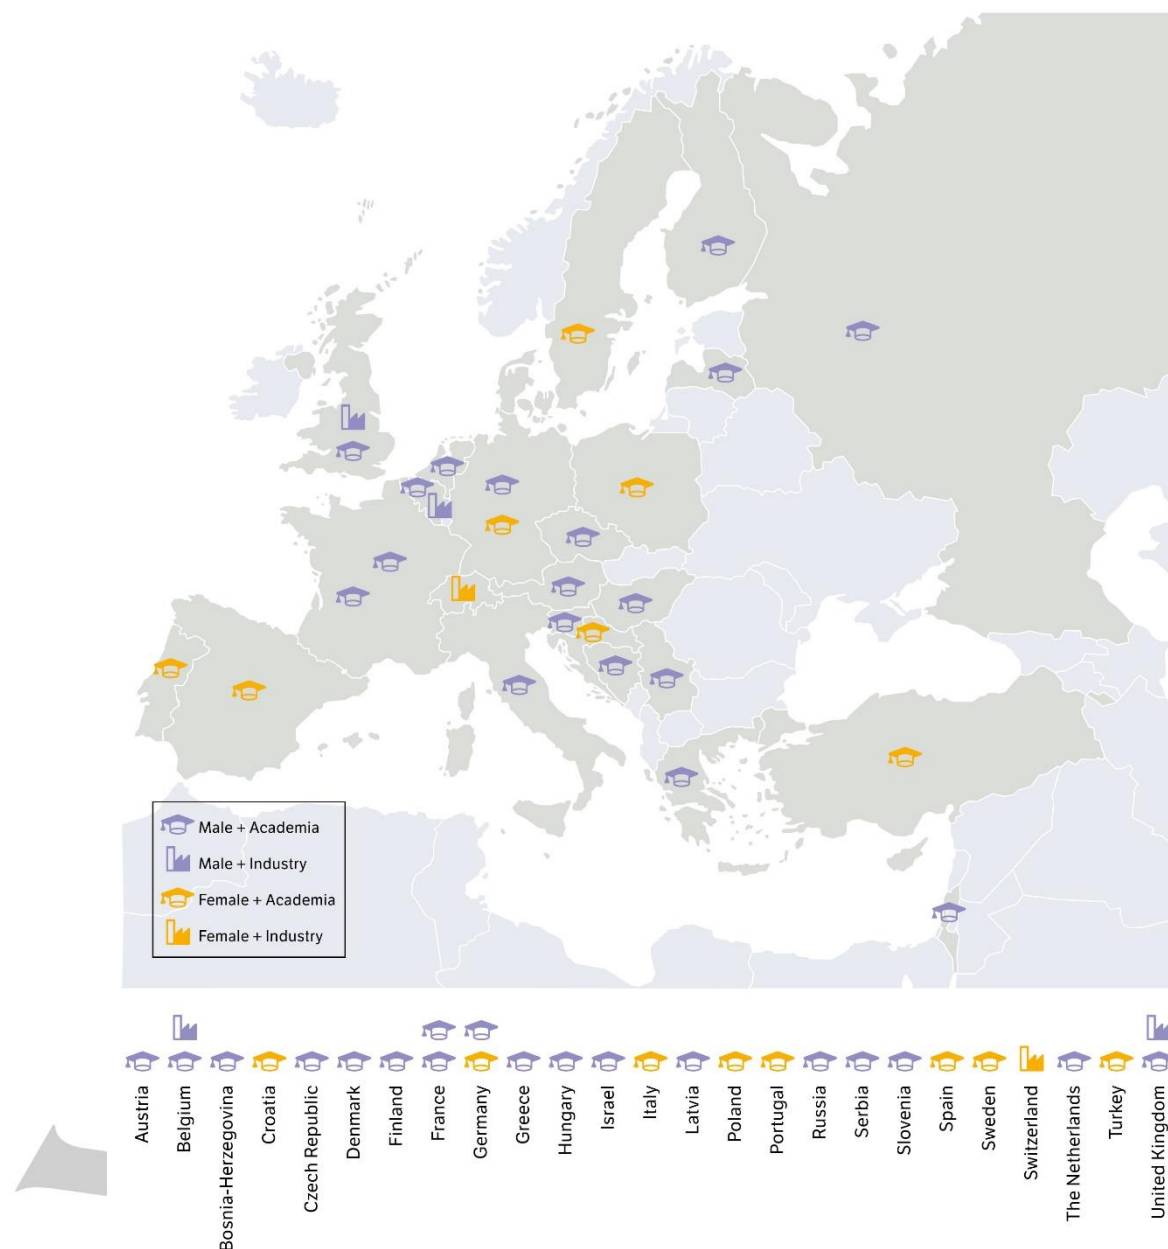 Male + Academia
Male + Industry
Female + Academia
Female + Industry
Austria
Belgium
Bosnia-Herzegovina
Croatia
Czech Republic
Denmark
Finland
France
Germany
Greece
Hungary
Israel
Italy
Latvia
Poland
Portugal
Russia
Serbia
Slovenia
Spain
Sweden
Switzerland
The Netherlands
Turkey
United Kingdom